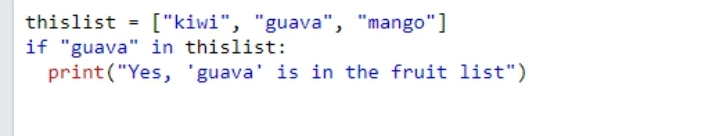 thislist = ["kiwi", "guava", "mango"]
if "guava" in thislist:
  print("Yes, 'guava' is in the fruit list")